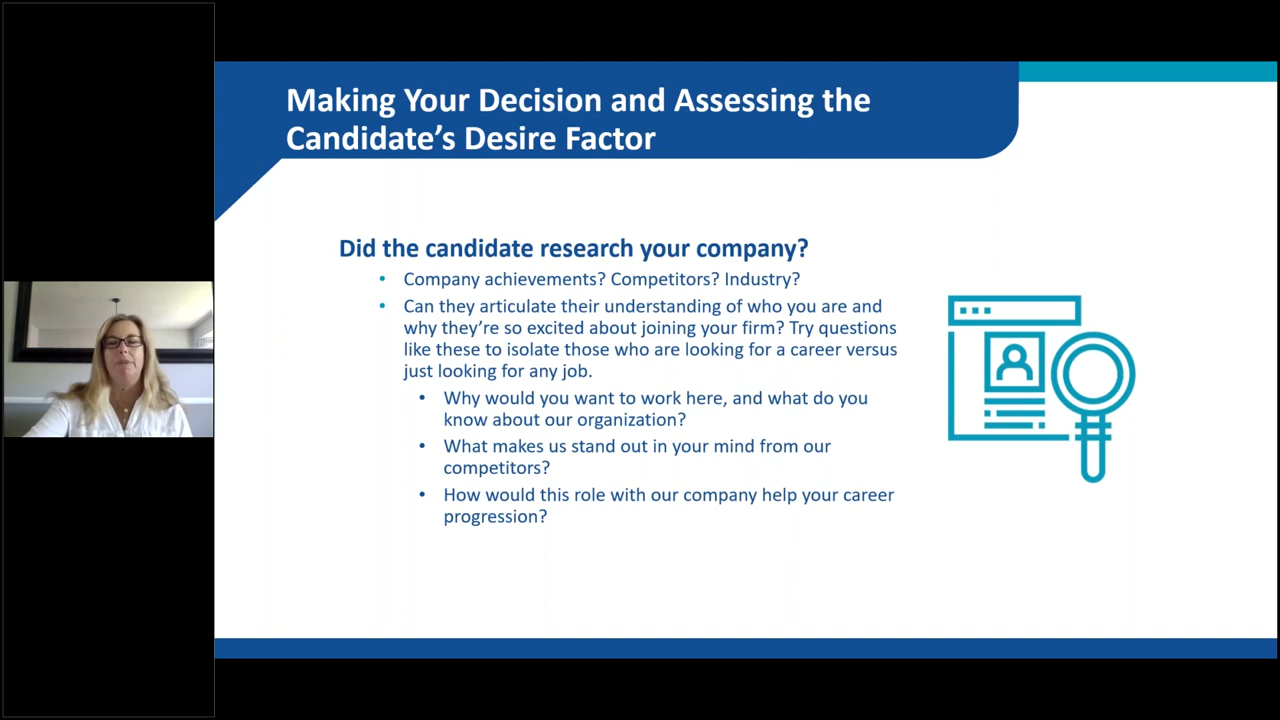 Making Your Decision and Assessing the
Candidate's Desire Factor
Did the candidate research your company?
• Company achievements? Competitors? Industry?
• Can they articulate their understanding of who you are and
why they're so excited about joining your firm? Try questions
like these to isolate those who are looking for a career versus
just looking for any job.
• Why would you want to work here, and what do you
know about our organization?
• What makes us stand out in your mind from our
competitors?
• How would this role with our company help your career
progression?